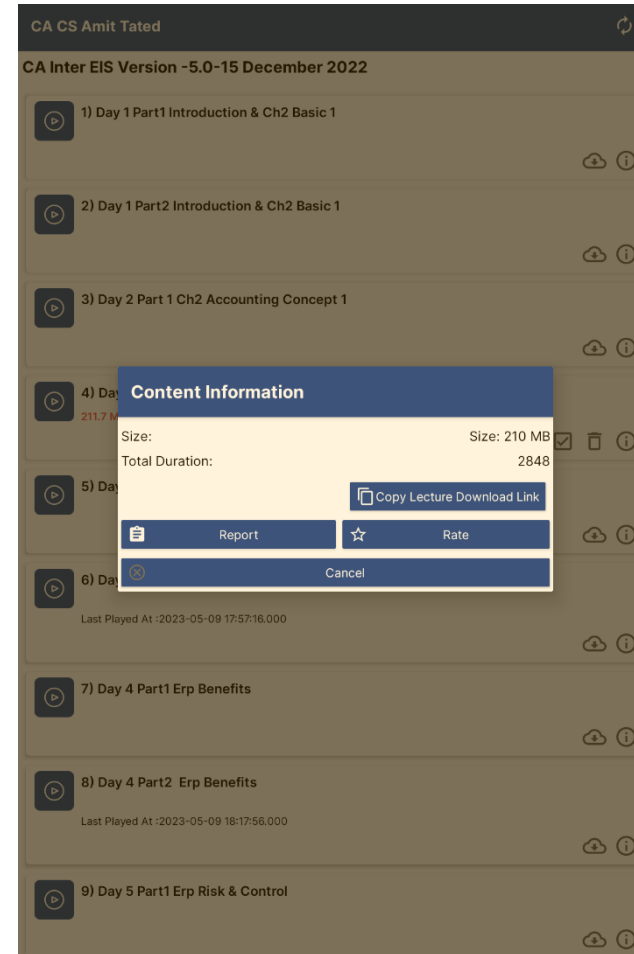 CA CS Amit Tated
CA Inter EIS Version -5.0-15 December 2022
1) Day 1 Part1 Introduction & Ch2 Basic 1
2) Day 1 Part2 Introduction & Ch2 Basic 1
3) Day 2 Part 1 Ch2 Accounting Concept 1
4) Day
211.7 M
Content Information
Size: Size: 210 MB
Total Duration: 2848
Copy Lecture Download Link
Report Rate
Cancel
5) Day
6) Day
Last Played At :2023-05-09 17:57:16.000
7) Day 4 Part1 Erp Benefits
8) Day 4 Part2 Erp Benefits
Last Played At :2023-05-09 18:17:56.000
9) Day 5 Part1 Erp Risk & Control